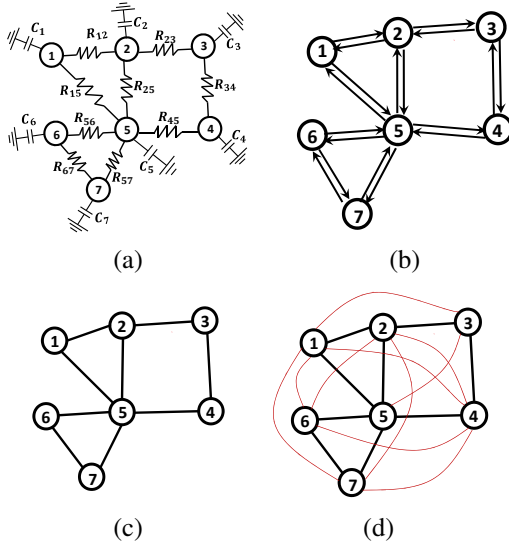 C1 C2 C3
R12 R23
1 2 3
R15 R25 R34
C6 R56 R45
6 5 4 C4
R67 R57 C5
7
C7
(a)
1 2 3
6 5 4
7
(b)
1 2 3
6 5 4
7
(c)
1 2 3
6 5 4
7
(d)